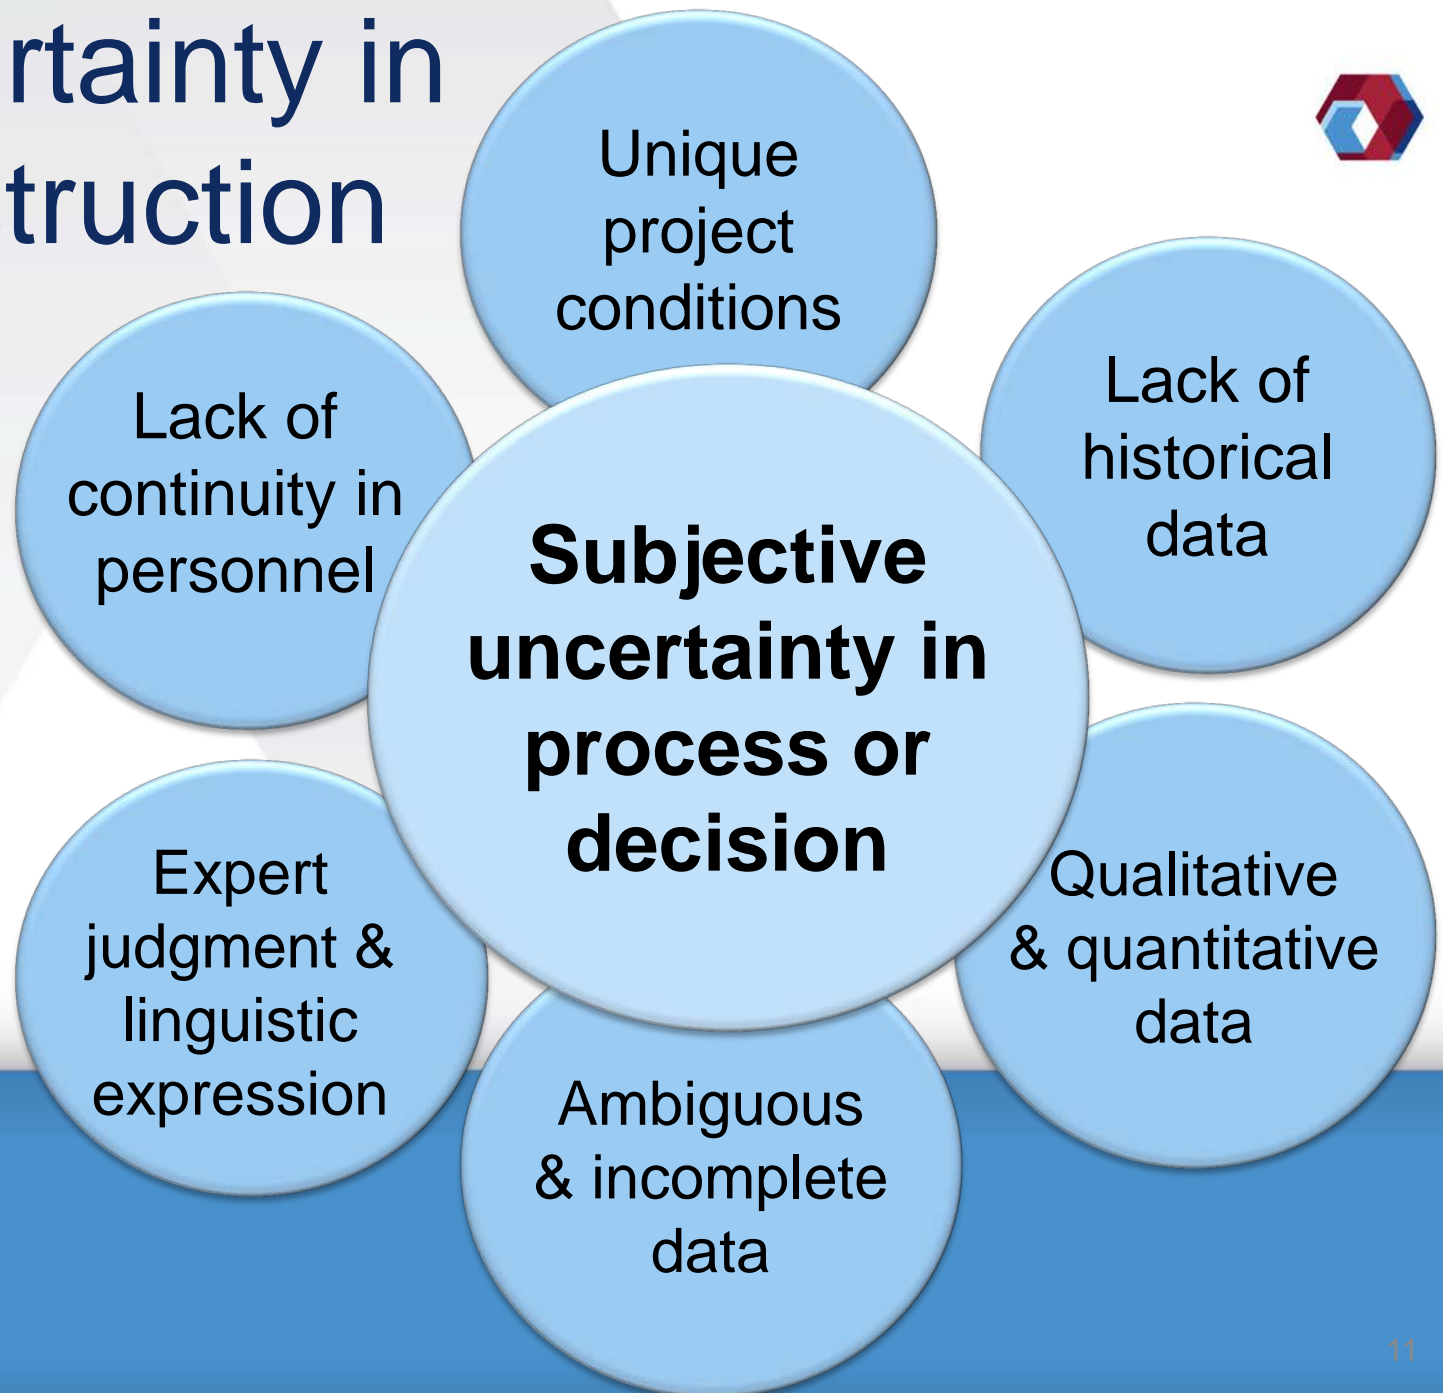 rtainty in
truction
Unique
project
conditions
Lack of
historical
data
Lack of
continuity in
personnel
Subjective
uncertainty in
process or
decision
Expert
judgment &
linguistic
expression
Qualitative
& quantitative
data
Ambiguous
& incomplete
data
11